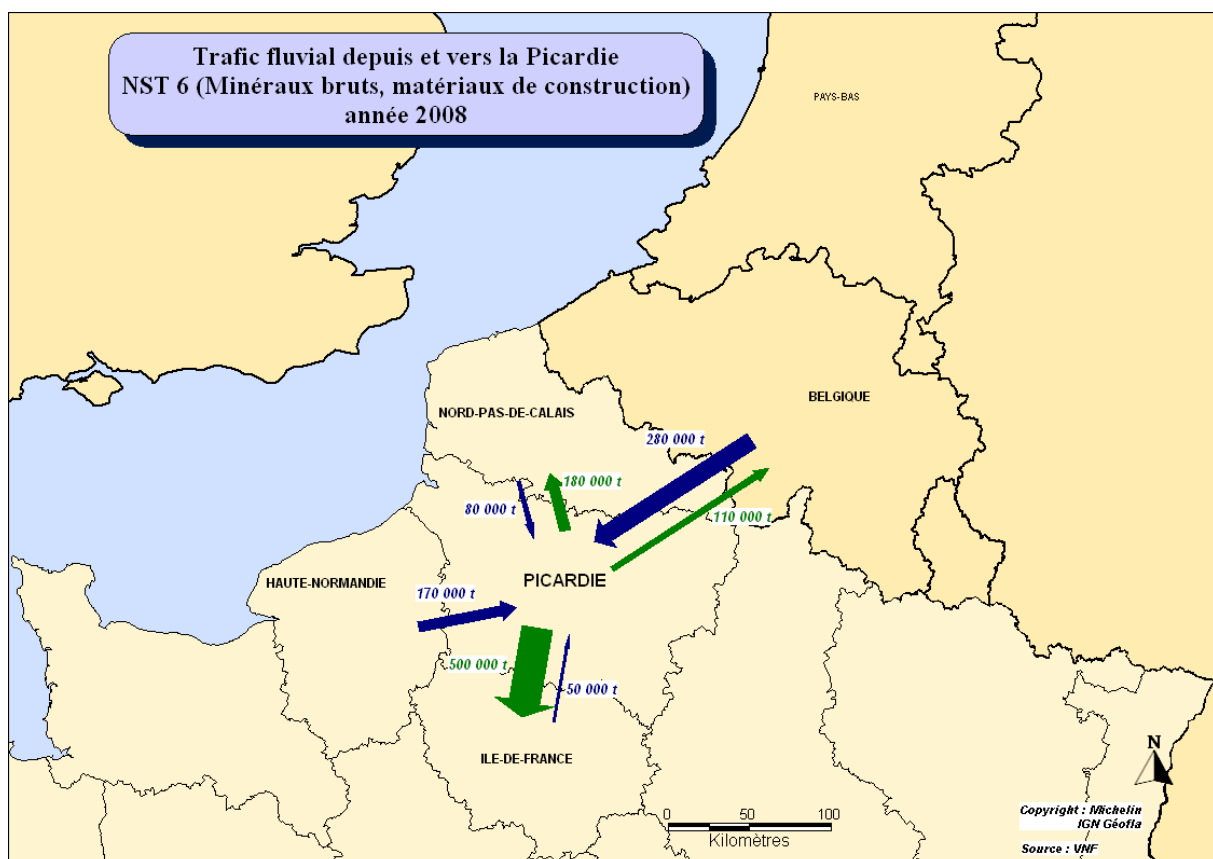 Trafic fluvial depuis et vers la Picardie
NST 6 (Minéraux bruts, matériaux de construction)
année 2008
PAYS-BAS
BELGIQUE
NORD-PAS-DE-CALAIS
280 000 t
180 000 t
80 000 t
110 000 t
HAUTE-NORMANDIE
PICARDIE
170 000 t
500 000 t
50 000 t
ILE-DE-FRANCE
N
0 50 100
Kilomètres
Copyright : Michelin
IGN Géofla
Source : VNF